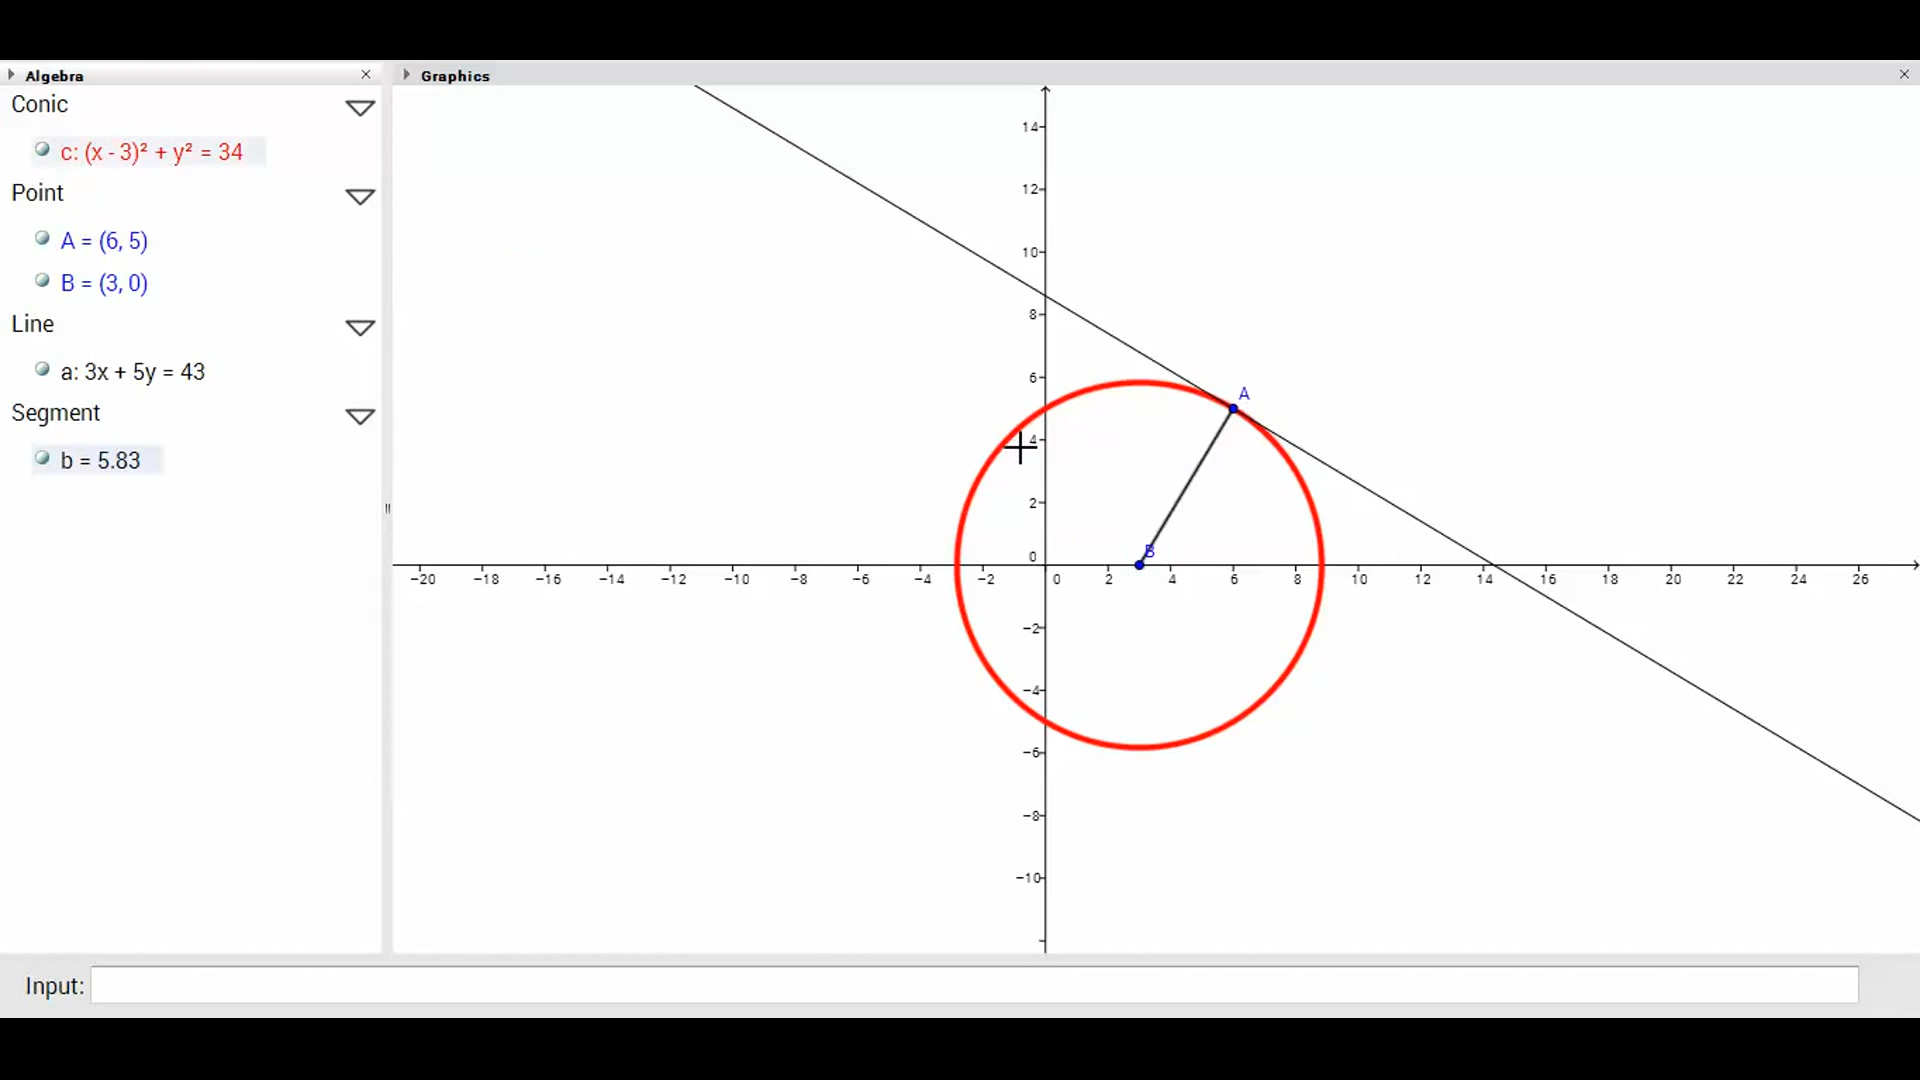 Algebra
Graphics
Conic
c: (x - 3)² + y² = 34
Point
A = (6, 5)
B = (3, 0)
Line
a: 3x + 5y = 43
Segment
b = 5.83
14
12
10
8
6
4
2
0
−2
−4
−6
−8
−10
A
B
−20 −18 −16 −14 −12 −10 −8 −6 −4 −2 0 2 4 6 8 10 12 14 16 18 20 22 24 26
Input: